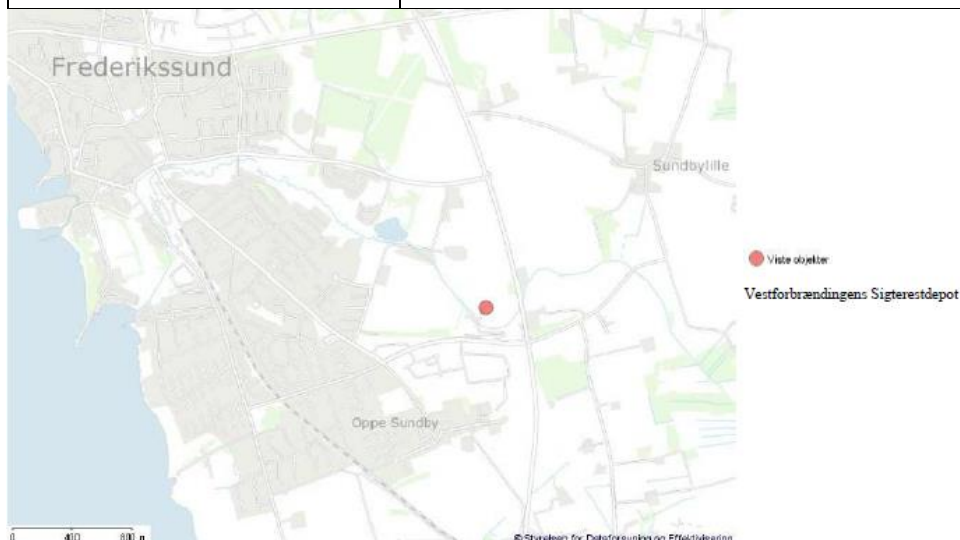 Frederikssund
Sundbylille
Viste objekter
Vestforbrændingens Sigterestdepot
Oppe Sundby
0 400 800 m
© Styrelsen for Dataforsyning og Effektivisering